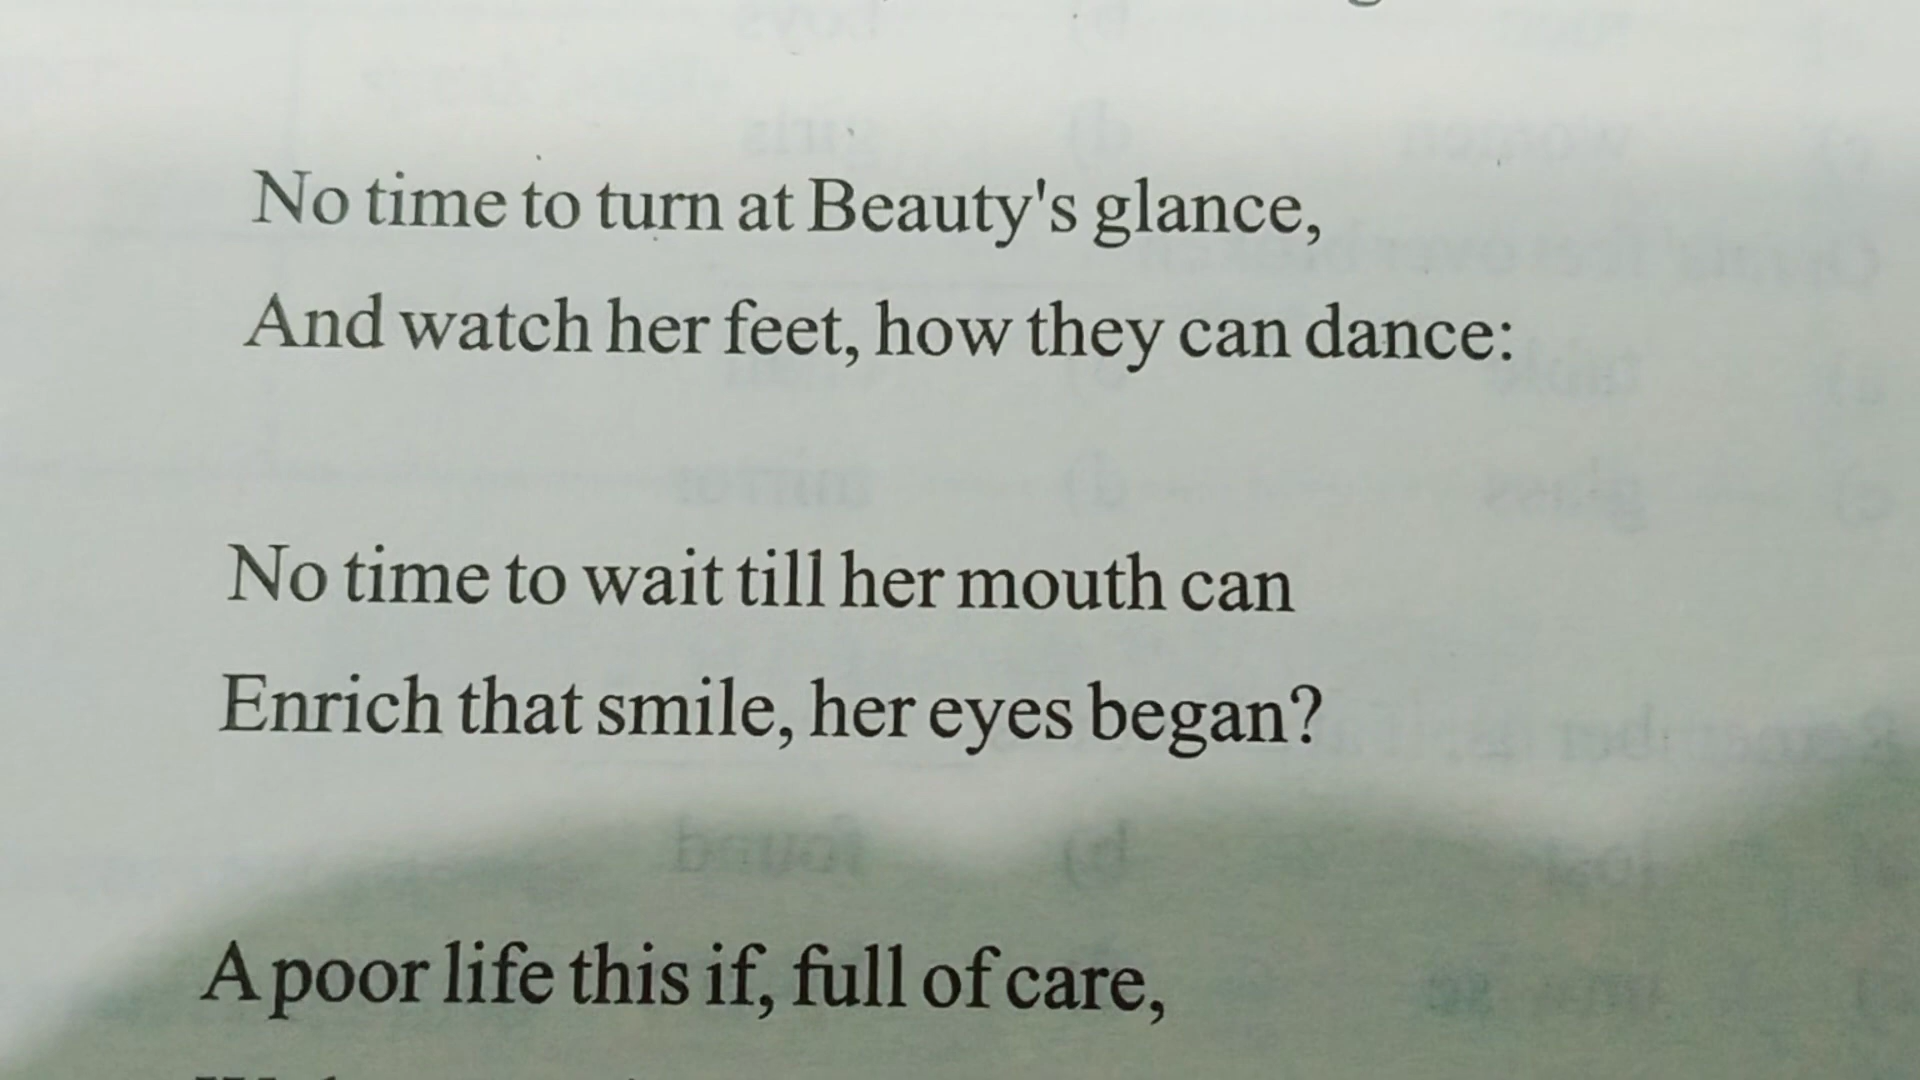 No time to turn at Beauty's glance,
And watch her feet, how they can dance:
No time to wait till her mouth can
Enrich that smile, her eyes began?
A poor life this if, full of care,